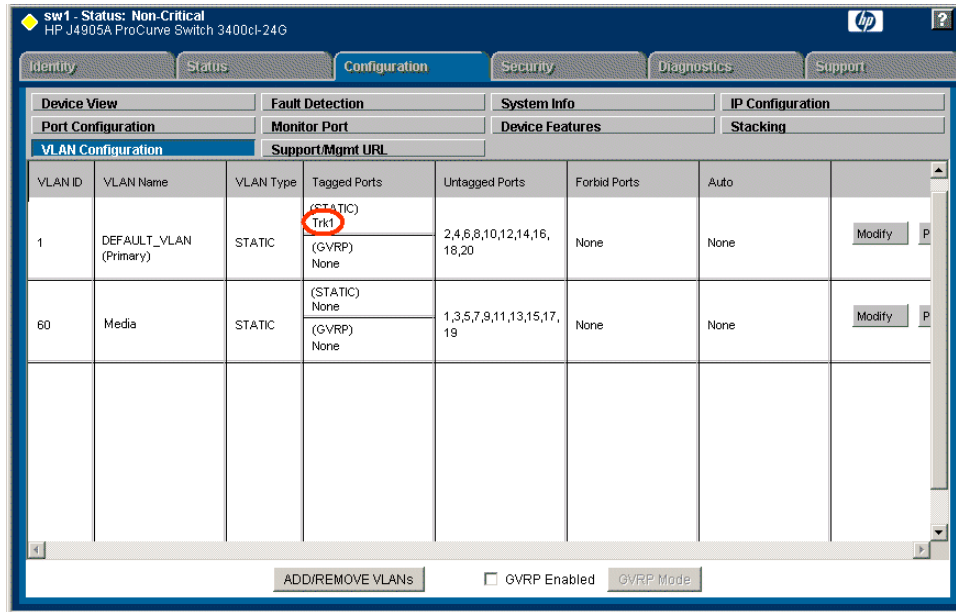 sw1 - Status: Non-Critical
HP J4905A ProCurve Switch 3400cl-24G
hp
?
Identity Status Configuration Security Diagnostics Support
Device View Fault Detection System Info IP Configuration
Port Configuration Monitor Port Device Features Stacking
VLAN Configuration Support/Mgmt URL
VLAN ID VLAN Name VLAN Type Tagged Ports Untagged Ports Forbid Ports Auto
(STATIC)
Trk1
1 DEFAULT_VLAN STATIC 2,4,6,8,10,12,14,16, None None Modify P
(Primary) (GVRP) 18,20
None
(STATIC)
None
60 Media STATIC 1,3,5,7,9,11,13,15,17, None None Modify P
(GVRP) 19
None
ADD/REMOVE VLANs GVRP Enabled GVRP Mode